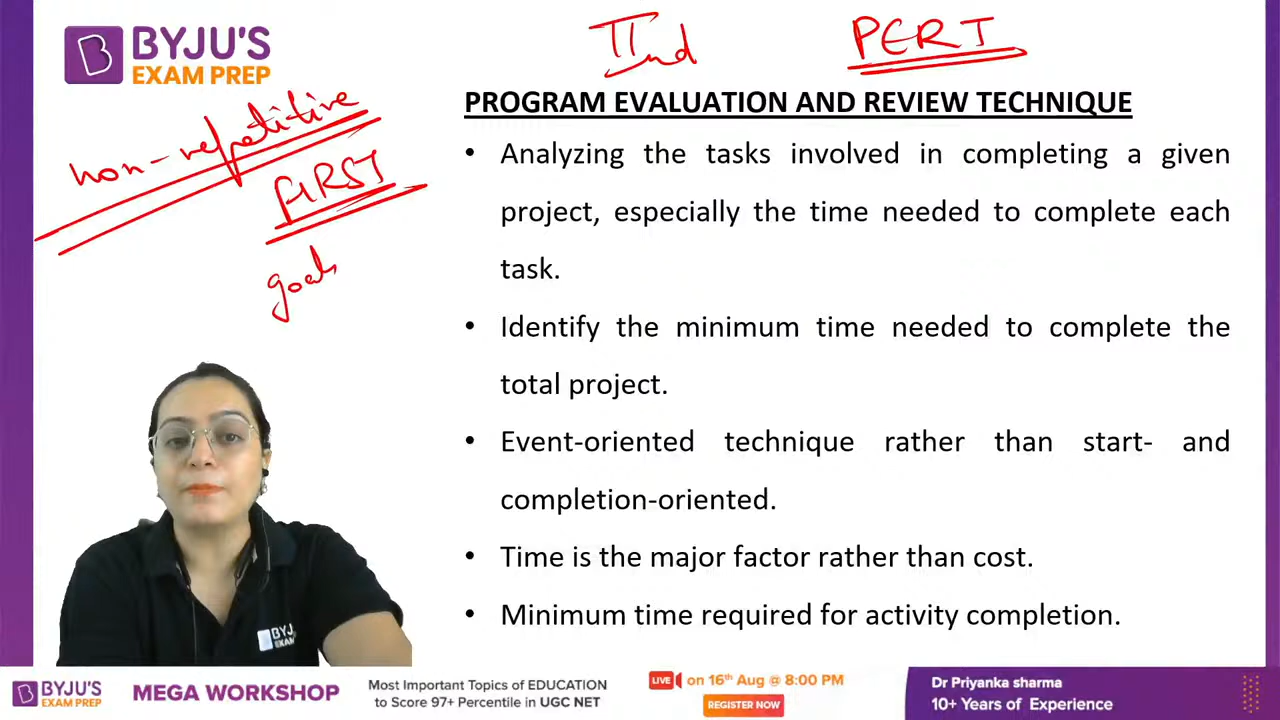 BYJU'S
EXAM PREP
IInd
PERT
non-repetitive
FIRST
goals
PROGRAM EVALUATION AND REVIEW TECHNIQUE
• Analyzing the tasks involved in completing a given
project, especially the time needed to complete each
task.
• Identify the minimum time needed to complete the
total project.
• Event-oriented technique rather than start- and
completion-oriented.
• Time is the major factor rather than cost.
• Minimum time required for activity completion.
BYJU'S
EXAM
BYJU'S
EXAM PREP
MEGA WORKSHOP
Most Important Topics of EDUCATION
to Score 97+ Percentile in UGC NET
LIVE on 16th Aug @ 8:00 PM
REGISTER NOW
Dr Priyanka sharma
10+ Years of Experience